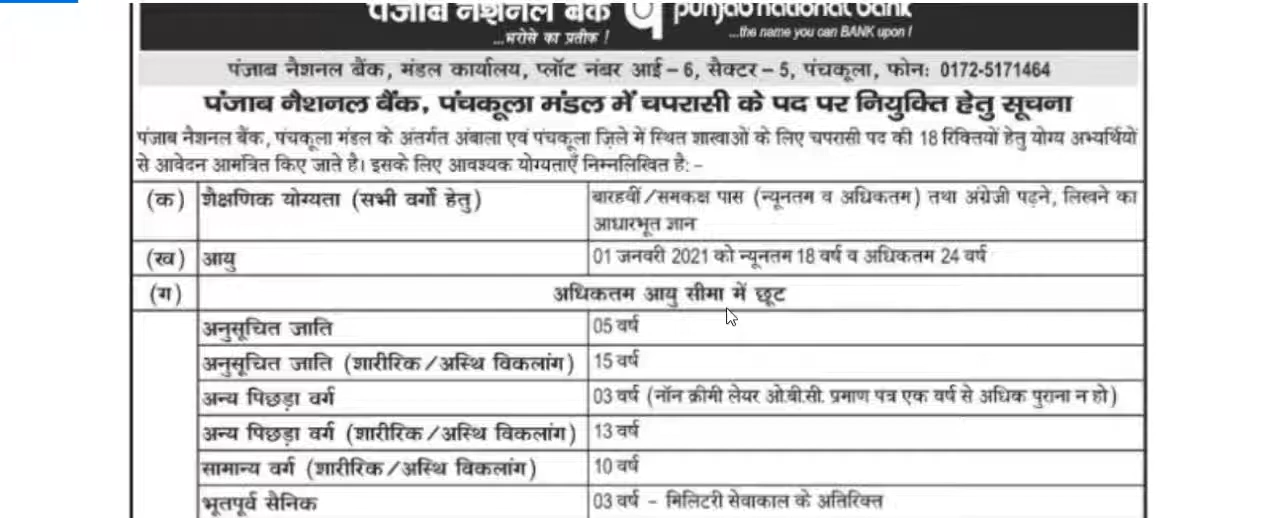 पंजाब नैशनल बैंक punjab national bank
...भरोसे का प्रतीक ! ...the name you can BANK upon !
पंजाब नैशनल बैंक, मंडल कार्यालय, प्लॉट नंबर आई-6, सैक्टर-5, पंचकूला, फोनः 0172-5171464
पंजाब नैशनल बैंक, पंचकूला मंडल में चपरासी के पद पर नियुक्ति हेतु सूचना
पंजाब नैशनल बैंक, पंचकूला मंडल के अंतर्गत अंबाला एवं पंचकूला ज़िले में स्थित शाखाओं के लिए चपरासी पद की 18 रिक्तियों हेतु योग्य अभ्यर्थियों
से आवेदन आमंत्रित किए जाते है। इसके लिए आवश्यक योग्यताएँ निम्नलिखित हैः-
(क) शैक्षणिक योग्यता (सभी वर्गो हेतु) बारहवीं/समकक्ष पास (न्यूनतम व अधिकतम) तथा अंग्रेजी पढ़ने, लिखने का
आधारभूत ज्ञान
(ख) आयु 01 जनवरी 2021 को न्यूनतम 18 वर्ष व अधिकतम 24 वर्ष
(ग) अधिकतम आयु सीमा में छूट
अनुसूचित जाति 05 वर्ष
अनुसूचित जाति (शारीरिक/अस्थि विकलांग) 15 वर्ष
अन्य पिछड़ा वर्ग 03 वर्ष (नॉन क्रीमी लेयर ओ.बी.सी. प्रमाण पत्र एक वर्ष से अधिक पुराना न हो)
अन्य पिछड़ा वर्ग (शारीरिक/अस्थि विकलांग) 13 वर्ष
सामान्य वर्ग (शारीरिक/अस्थि विकलांग) 10 वर्ष
भूतपूर्व सैनिक 03 वर्ष - मिलिटरी सेवाकाल के अतिरिक्त